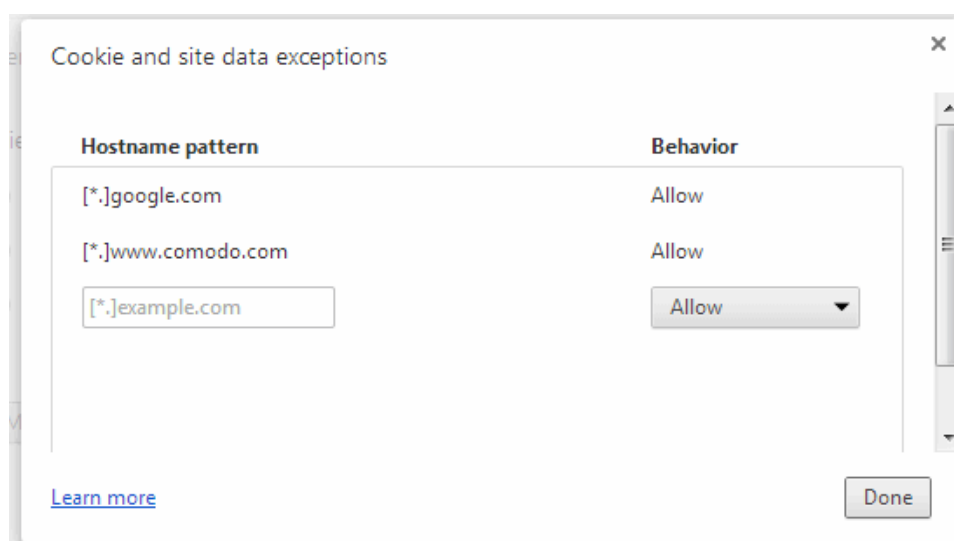 Cookie and site data exceptions
Hostname pattern Behavior
[*.]google.com Allow
[*.]www.comodo.com Allow
[*.]example.com Allow
Learn more Done